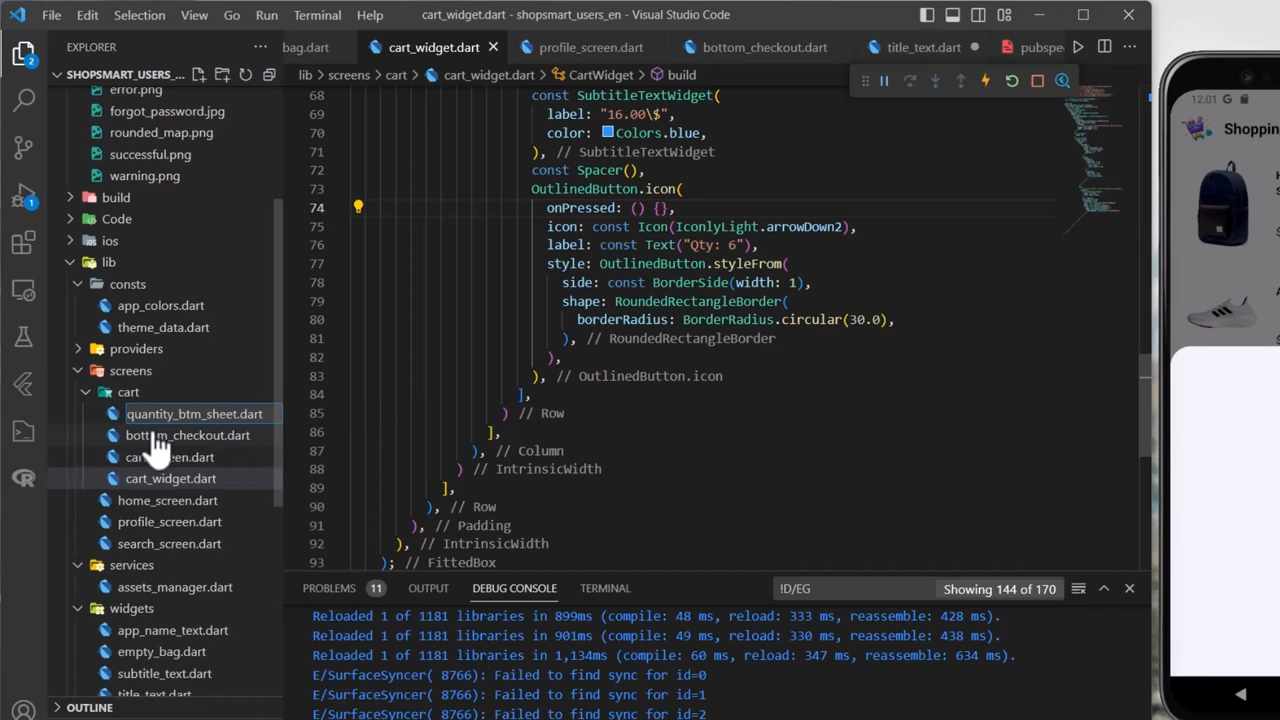 File Edit Selection View Go Run Terminal Help cart_widget.dart - shopsmart_users_en - Visual Studio Code
EXPLORER
bag.dart cart_widget.dart profile_screen.dart bottom_checkout.dart title_text.dart pubspe
SHOPSMART_USERS_...
lib > screens > cart > cart_widget.dart > CartWidget > build
error.png
forgot_password.jpg
rounded_map.png
successful.png
warning.png
build
Code
ios
lib
consts
app_colors.dart
theme_data.dart
providers
screens
cart
quantity_btm_sheet.dart
bottom_checkout.dart
cart_widget.dart
home_screen.dart
profile_screen.dart
search_screen.dart
services
assets_manager.dart
widgets
app_name_text.dart
empty_bag.dart
subtitle_text.dart
title_text.dart
OUTLINE
68 const SubtitleTextWidget(
69 label: "16.00\$",
70 color: Colors.blue,
71 ), // SubtitleTextWidget
72 const Spacer(),
73 OutlinedButton.icon(
74 onPressed: () {},
75 icon: const Icon(IconlyLight.arrowDown2),
76 label: const Text("Qty: 6"),
77 style: OutlinedButton.styleFrom(
78 side: const BorderSide(width: 1),
79 shape: RoundedRectangleBorder(
80 borderRadius: BorderRadius.circular(30.0),
81 ), // RoundedRectangleBorder
82 ),
83 ), // OutlinedButton.icon
84 ],
85 ) // Row
86 ],
87 ), // Column
88 ) // IntrinsicWidth
89 ],
90 ), // Row
91 ), // Padding
92 ), // IntrinsicWidth
93 ); // FittedBox
PROBLEMS 11 OUTPUT DEBUG CONSOLE TERMINAL !D/EG Showing 144 of 170
Reloaded 1 of 1181 libraries in 899ms (compile: 48 ms, reload: 333 ms, reassemble: 428 ms).
Reloaded 1 of 1181 libraries in 901ms (compile: 49 ms, reload: 330 ms, reassemble: 438 ms).
Reloaded 1 of 1181 libraries in 1,134ms (compile: 60 ms, reload: 347 ms, reassemble: 634 ms).
E/SurfaceSyncer( 8766): Failed to find sync for id=0
E/SurfaceSyncer( 8766): Failed to find sync for id=1
E/SurfaceSyncer( 8766): Failed to find sync for id=2
2
1
12:01
Shoppin